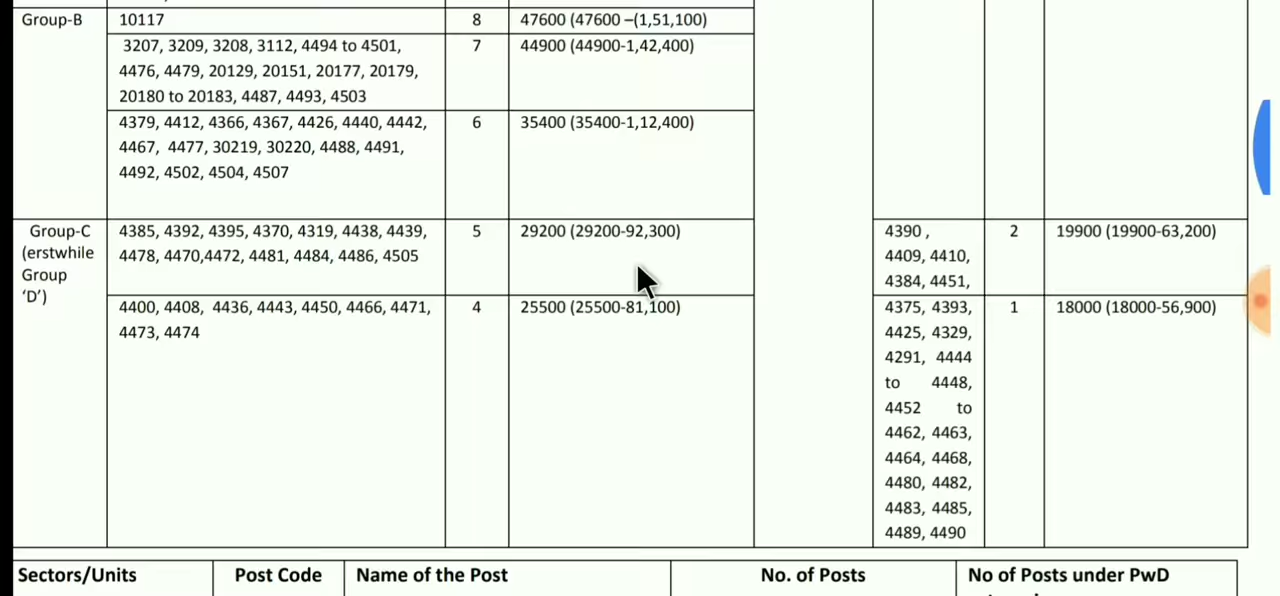 Group-B
10117
8
47600 (47600 –(1,51,100)
3207, 3209, 3208, 3112, 4494 to 4501,
4476, 4479, 20129, 20151, 20177, 20179,
20180 to 20183, 4487, 4493, 4503
7
44900 (44900-1,42,400)
4379, 4412, 4366, 4367, 4426, 4440, 4442,
4467, 4477, 30219, 30220, 4488, 4491,
4492, 4502, 4504, 4507
6
35400 (35400-1,12,400)
Group-C
(erstwhile
Group
‘D’)
4385, 4392, 4395, 4370, 4319, 4438, 4439,
4478, 4470,4472, 4481, 4484, 4486, 4505
5
29200 (29200-92,300)
4390 ,
4409, 4410,
4384, 4451,
2
19900 (19900-63,200)
4400, 4408, 4436, 4443, 4450, 4466, 4471,
4473, 4474
4
25500 (25500-81,100)
4375, 4393,
4425, 4329,
4291, 4444
to 4448,
4452 to
4462, 4463,
4464, 4468,
4480, 4482,
4483, 4485,
4489, 4490
1
18000 (18000-56,900)
Sectors/Units
Post Code
Name of the Post
No. of Posts
No of Posts under PwD